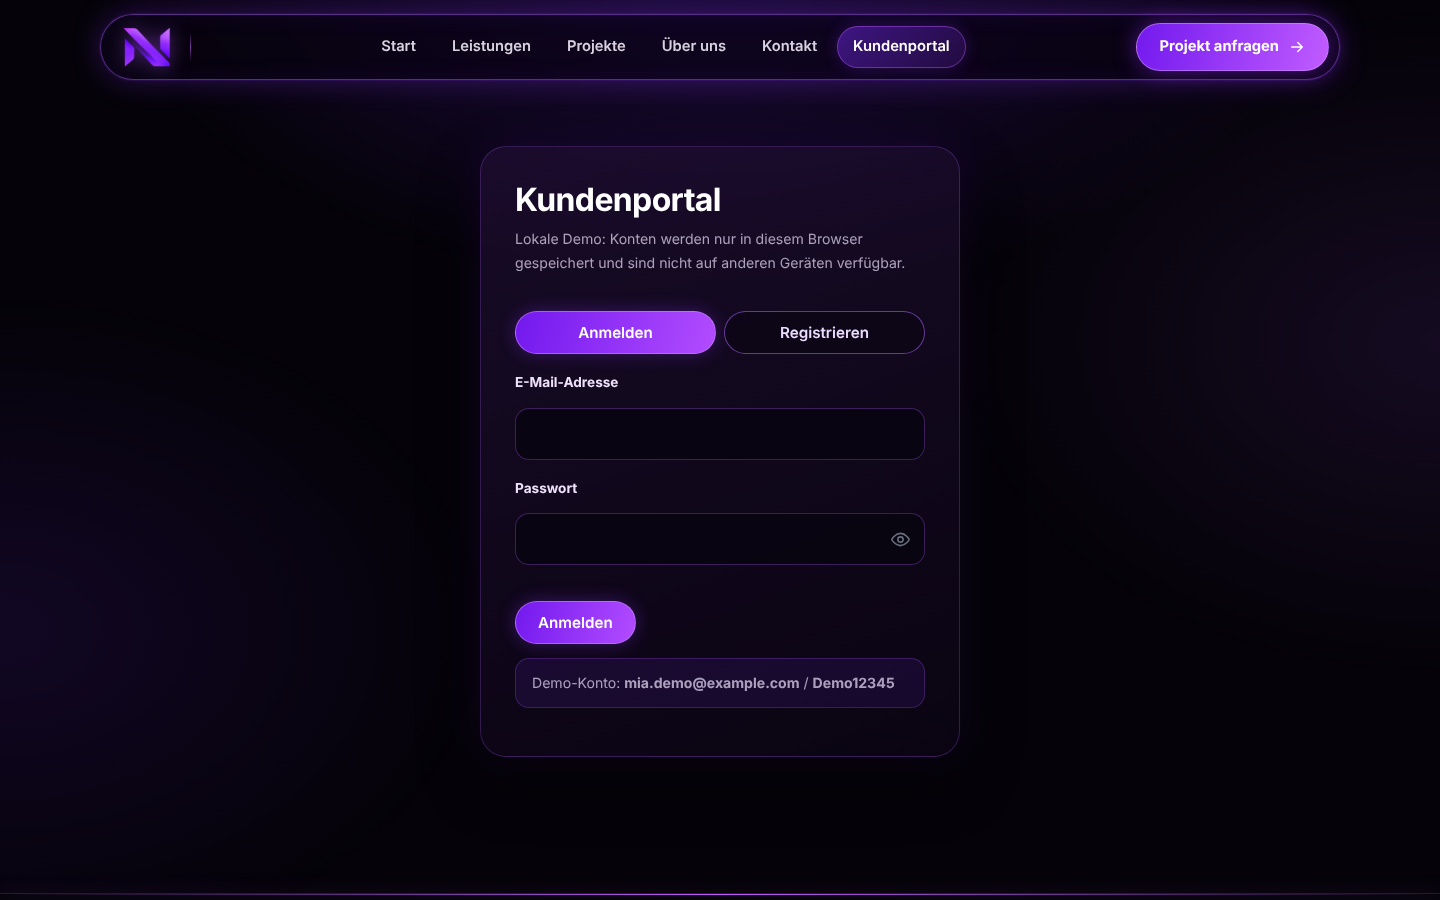 Start Leistungen Projekte Über uns Kontakt Kundenportal Projekt anfragen →
Kundenportal
Lokale Demo: Konten werden nur in diesem Browser
gespeichert und sind nicht auf anderen Geräten verfügbar.
Anmelden Registrieren
E-Mail-Adresse
Passwort
Anmelden
Demo-Konto: mia.demo@example.com / Demo12345